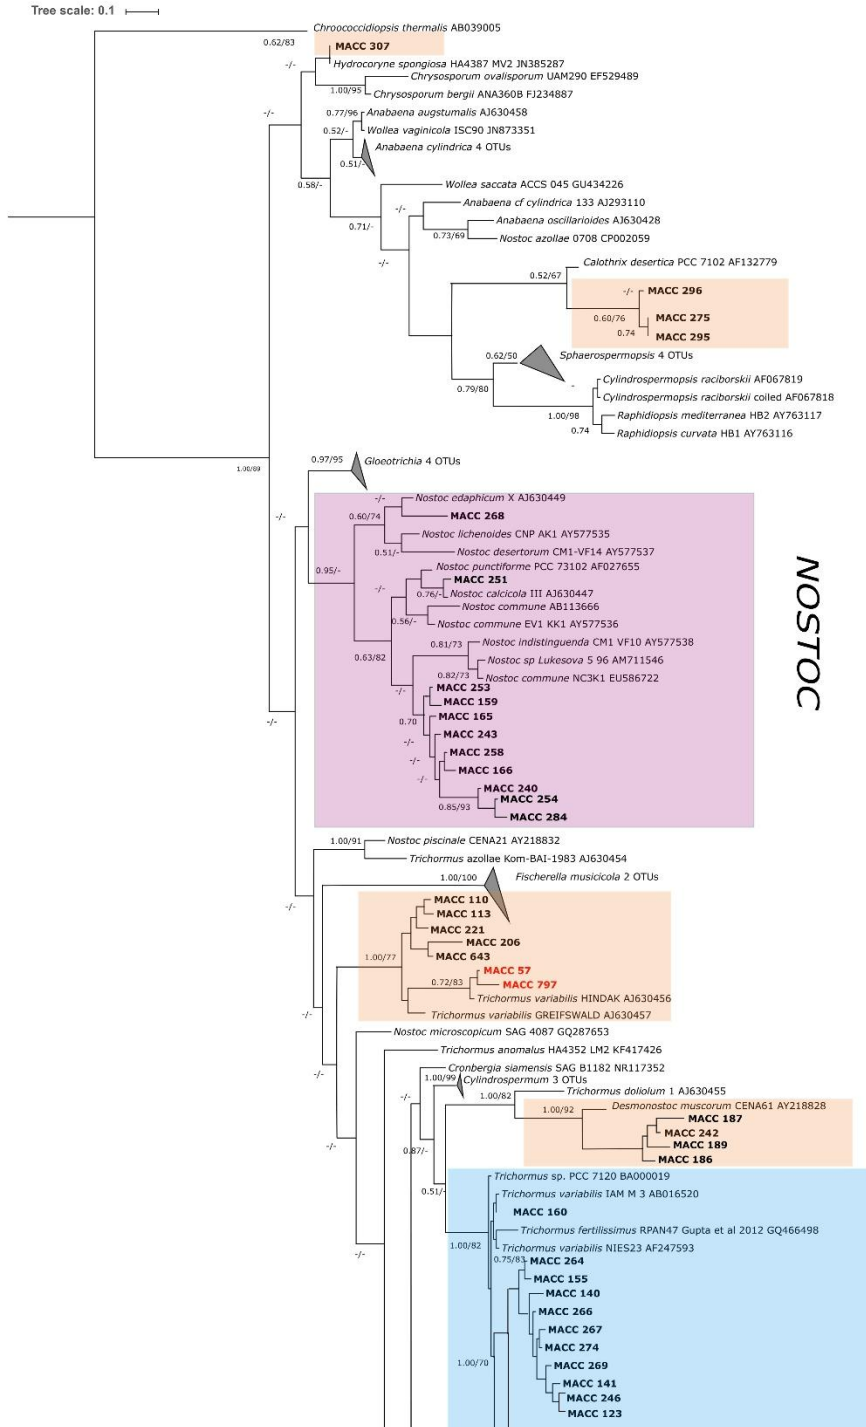 Tree scale: 0.1
Chroococcidiopsis thermalis AB039005
0.62/83
MACC 307
-/-
Hydrocoryne spongiosa HA4387 MV2 JN385287
Chrysosporum ovalisporum UAM290 EF529489
1.00/95
Chrysosporum bergii ANA360B FJ234887
-/-
0.77/96
Anabaena augstumalis AJ630458
0.52/-
Wollea vaginicola ISC90 JN873351
Anabaena cylindrica 4 OTUs
0.51/-
0.58/-
Wollea saccata ACCS 045 GU434226
Anabaena cf cylindrica 133 AJ293110
-/-
Anabaena oscillarioides AJ630428
0.71/-
0.73/69
Nostoc azollae 0708 CP002059
-/-
Calothrix desertica PCC 7102 AF132779
0.52/67
-/-
MACC 296
0.60/76
MACC 275
0.74
MACC 295
0.62/50
Sphaerospermopsis 4 OTUs
Cylindrospermopsis raciborskii AF067819
0.79/80
-
Cylindrospermopsis raciborskii coiled AF067818
1.00/98
Raphidiopsis mediterranea HB2 AY763117
0.74
Raphidiopsis curvata HB1 AY763116
0.97/95
Gloeotrichia 4 OTUs
1.00/69
-/-
Nostoc edaphicum X AJ630449
-/-
0.60/74
MACC 268
Nostoc lichenoides CNP AK1 AY577535
0.51/-
Nostoc desertorum CM1-VF14 AY577537
0.95/-
Nostoc punctiforme PCC 73102 AF027655
MACC 251
-/-
0.76/-
Nostoc calcicola III AJ630447
Nostoc commune AB113666
0.56/-
Nostoc commune EV1 KK1 AY577536
0.81/73
Nostoc indistinguenda CM1 VF10 AY577538
0.63/82
Nostoc sp Lukesova 5 96 AM711546
0.82/73
Nostoc commune NC3K1 EU586722
-/-
MACC 253
MACC 159
0.70
MACC 165
-/-
MACC 243
-/-
MACC 258
-/-
MACC 166
-/-
MACC 240
0.85/93
MACC 254
MACC 284
NOSTOC
1.00/91
Nostoc piscinale CENA21 AY218832
Trichormus azollae Kom-BAI-1983 AJ630454
1.00/100
Fischerella musicicola 2 OTUs
-/-
MACC 110
MACC 113
MACC 221
MACC 206
1.00/77
MACC 643
MACC 57
0.72/83
MACC 797
Trichormus variabilis HINDAK AJ630456
Trichormus variabilis GREIFSWALD AJ630457
-/-
Nostoc microscopicum SAG 4087 GQ287653
Trichormus anomalus HA4352 LM2 KF417426
Cronbergia siamensis SAG B1182 NR117352
1.00/99
Cylindrospermum 3 OTUs
-/-
1.00/82
Trichormus doliolum 1 AJ630455
1.00/92
Desmonostoc muscorum CENA61 AY218828
MACC 187
MACC 242
-/-
0.87/-
MACC 189
MACC 186
Trichormus sp. PCC 7120 BA000019
0.51/-
Trichormus variabilis IAM M 3 AB016520
MACC 160
Trichormus fertilissimus RPAN47 Gupta et al 2012 GQ466498
1.00/82
Trichormus variabilis NIES23 AF247593
-/-
0.75/83
MACC 264
MACC 155
MACC 140
MACC 266
MACC 267
MACC 274
1.00/70
MACC 269
MACC 141
MACC 246
MACC 123